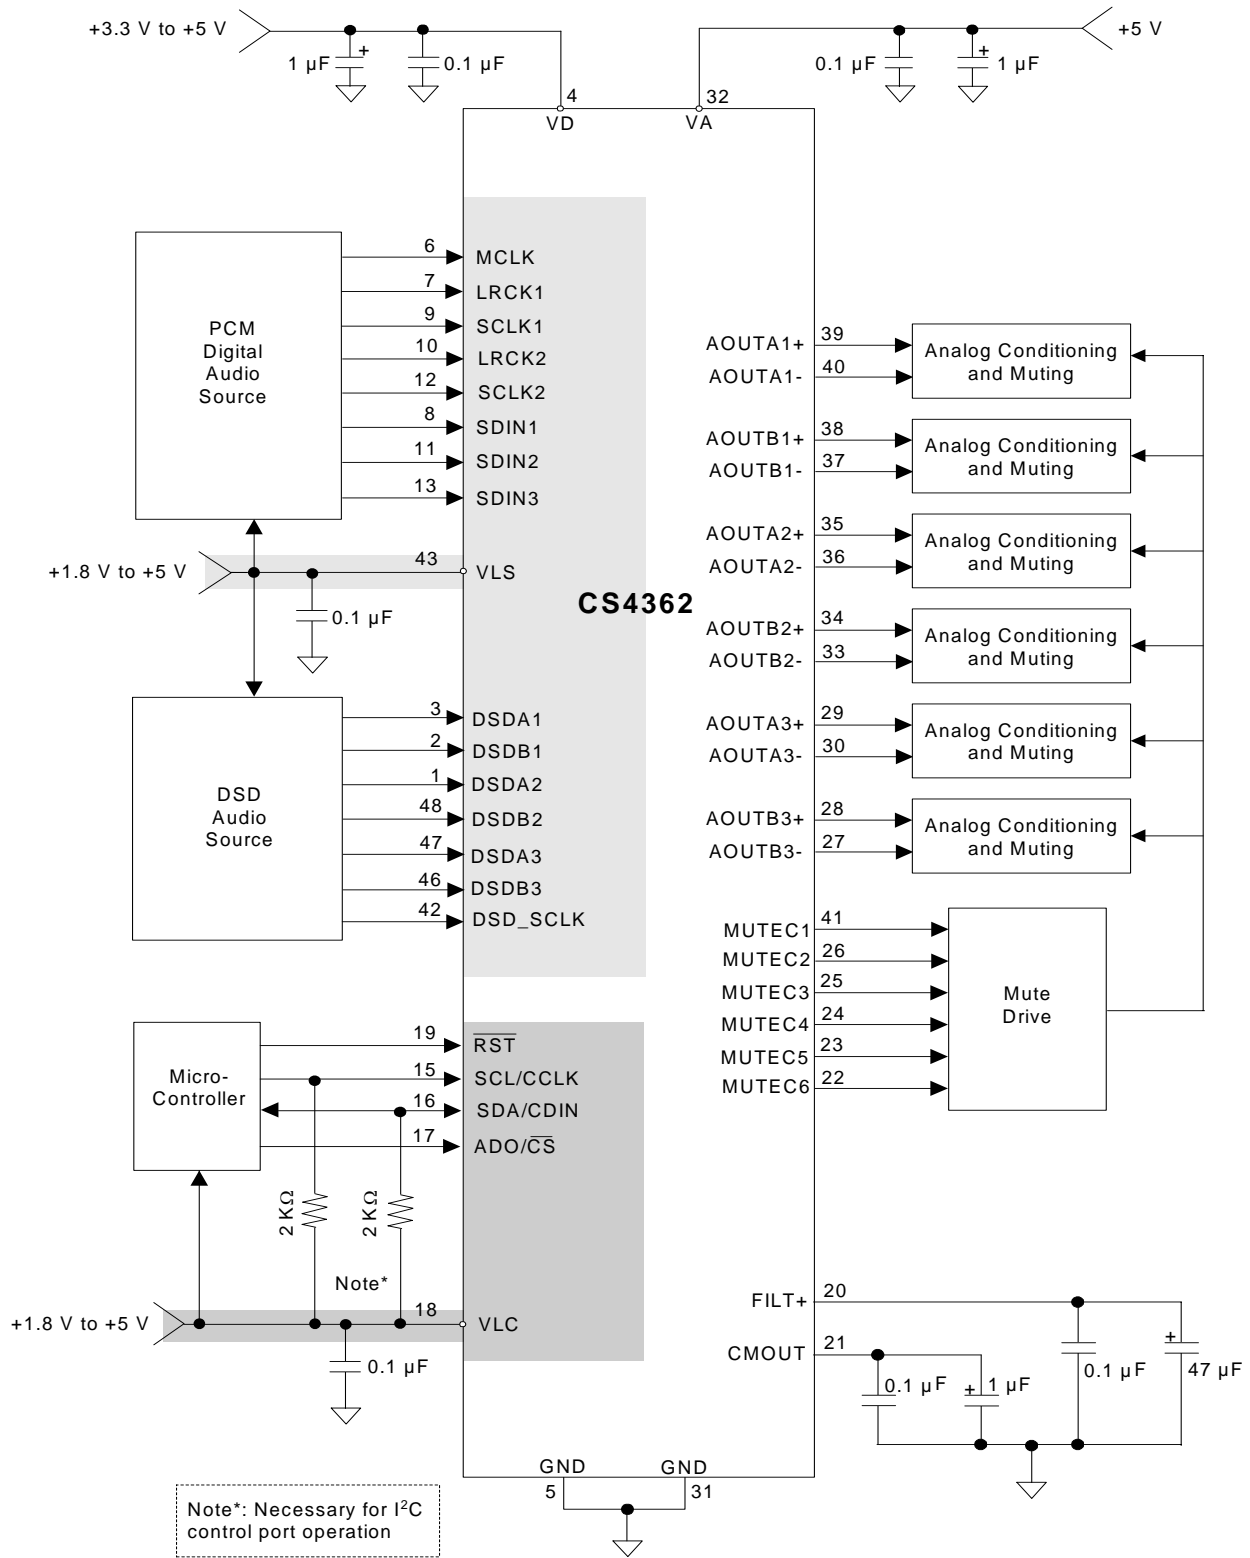 +3.3 V to +5 V
1 µF
+
0.1 µF
0.1 µF
+
1 µF
+5 V
4
VD
32
VA
PCM
Digital
Audio
Source
6
MCLK
7
LRCK1
9
SCLK1
10
LRCK2
12
SCLK2
8
SDIN1
11
SDIN2
13
SDIN3
+1.8 V to +5 V
43
VLS
0.1 µF
CS4362
DSD
Audio
Source
3
DSDA1
2
DSDB1
1
DSDA2
48
DSDB2
47
DSDA3
46
DSDB3
42
DSD_SCLK
Micro-
Controller
19
RST
15
SCL/CCLK
16
SDA/CDIN
17
ADO/CS
2 KΩ
2 KΩ
Note*
+1.8 V to +5 V
18
VLC
0.1 µF
AOUTA1+
39
AOUTA1-
40
Analog Conditioning
and Muting
AOUTB1+
38
AOUTB1-
37
Analog Conditioning
and Muting
AOUTA2+
35
AOUTA2-
36
Analog Conditioning
and Muting
AOUTB2+
34
AOUTB2-
33
Analog Conditioning
and Muting
AOUTA3+
29
AOUTA3-
30
Analog Conditioning
and Muting
AOUTB3+
28
AOUTB3-
27
Analog Conditioning
and Muting
MUTEC1
41
MUTEC2
26
MUTEC3
25
MUTEC4
24
MUTEC5
23
MUTEC6
22
Mute
Drive
FILT+
20
CMOUT
21
0.1 µF
+
1 µF
0.1 µF
+
47 µF
GND
5
GND
31
Note*: Necessary for I²C
control port operation